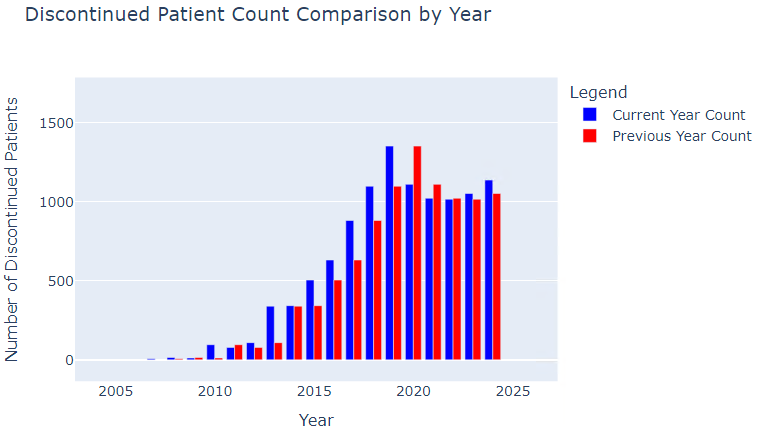 Discontinued Patient Count Comparison by Year
Number of Discontinued Patients
1500
1000
500
0
2005 2010 2015 2020 2025
Year
Legend
Current Year Count
Previous Year Count